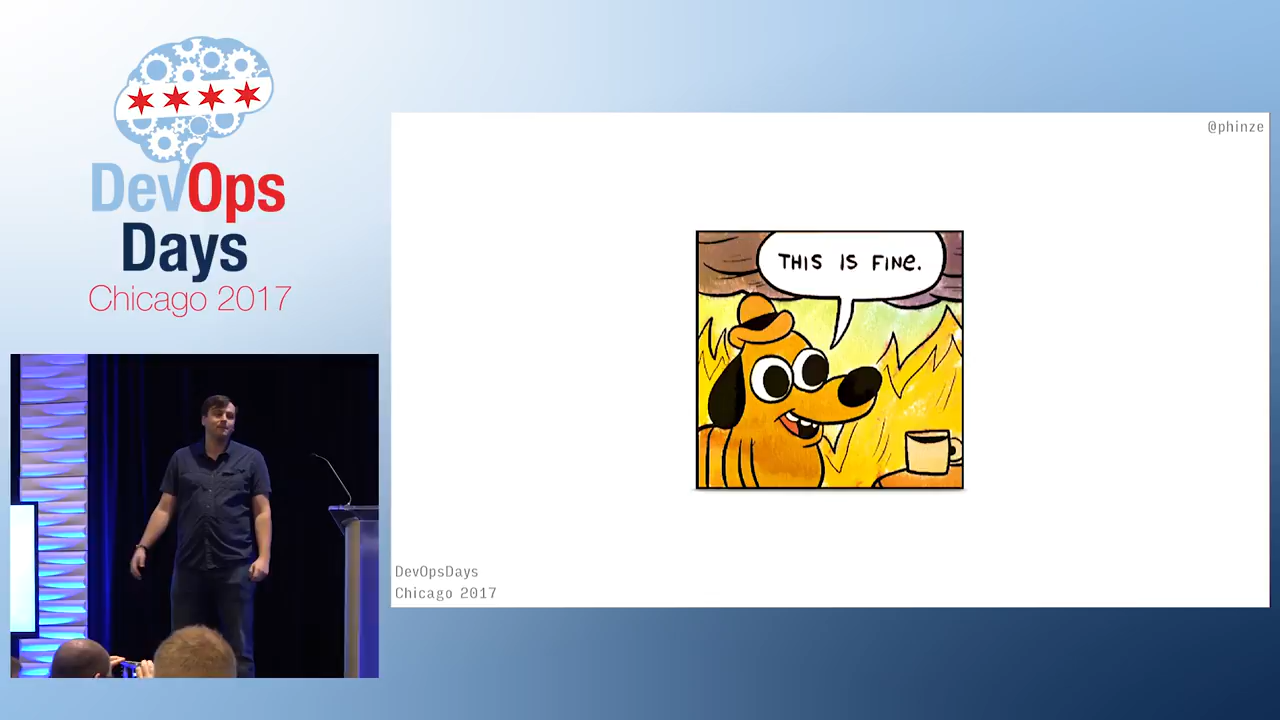 DevOps
Days
Chicago 2017
@phinze
THIS IS FINE.
DevOpsDays
Chicago 2017